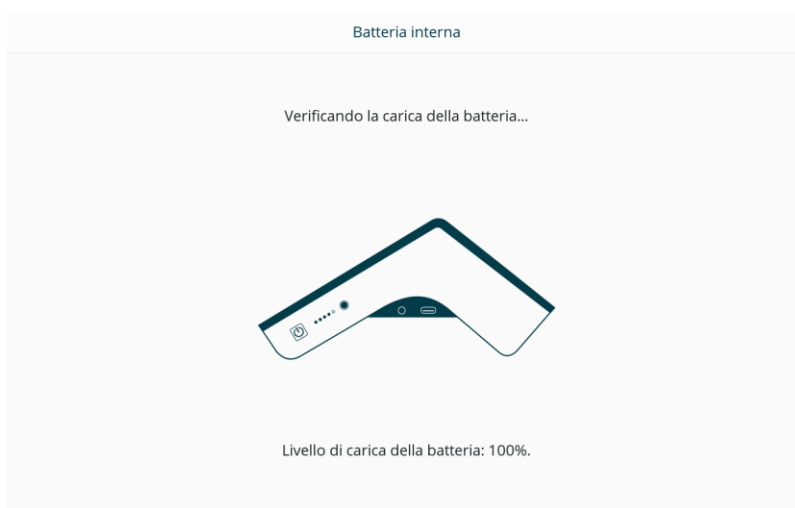 Batteria interna
Verificando la carica della batteria...
Livello di carica della batteria: 100%.